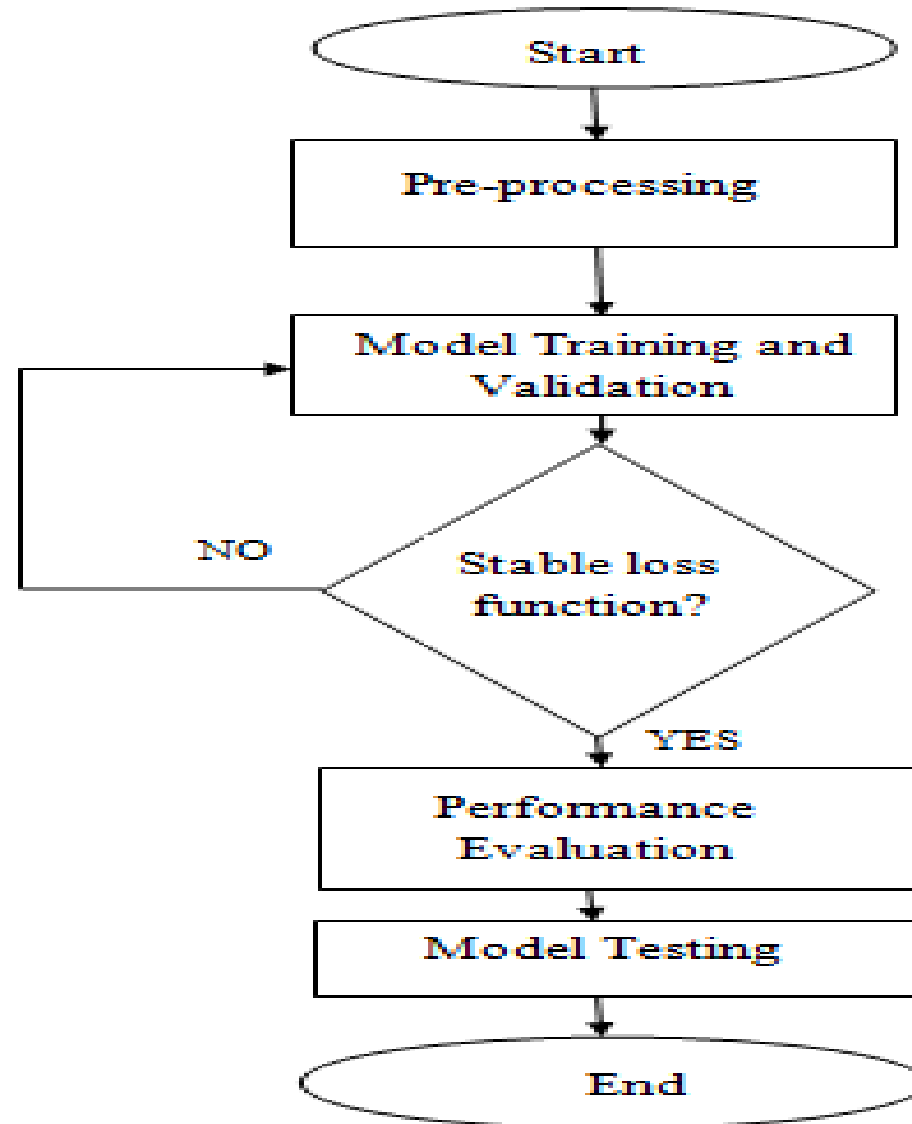 Start
Pre-processing
Model Training and
Validation
NO
Stable loss
function?
YES
Performance
Evaluation
Model Testing
End